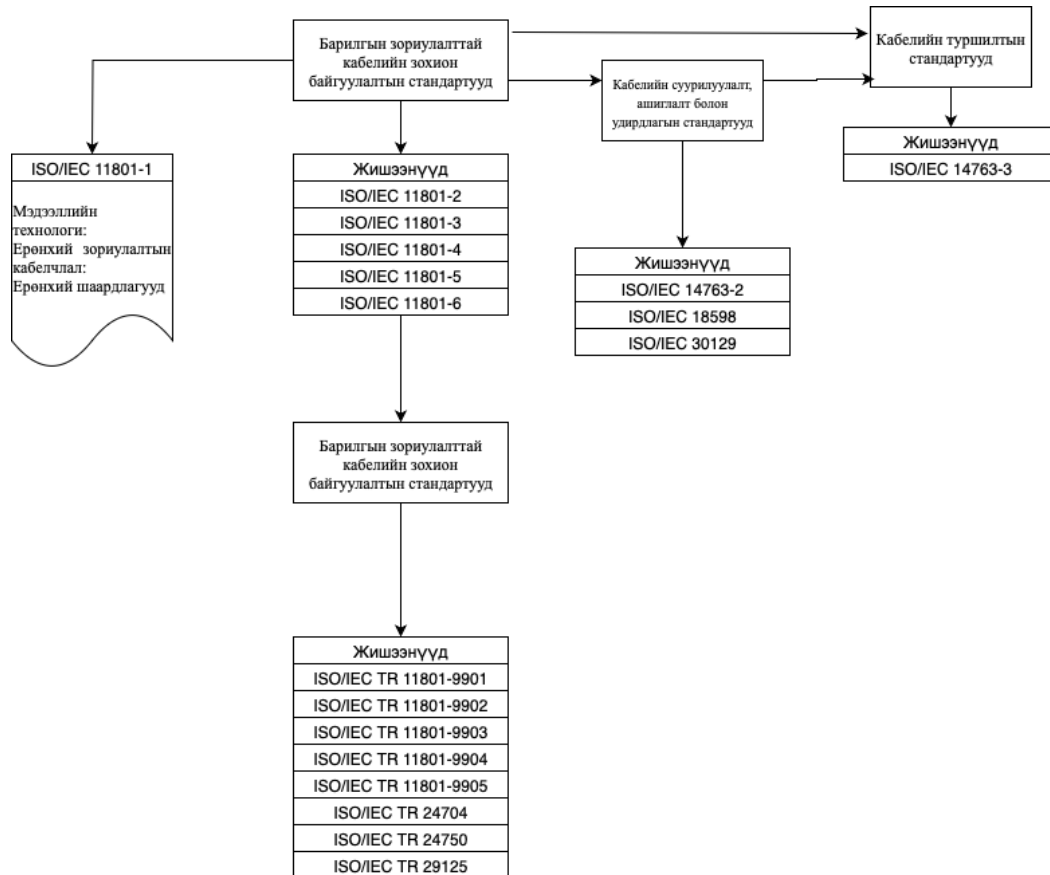 Барилгын зориулалттай
кабелийн зохион
байгуулалтын стандартууд
Кабелийн туршилтын
стандартууд
Кабелийн суурилуулалт,
ашиглалт болон
удирдлагын стандартууд
ISO/IEC 11801-1
Мэдээллийн
технологи:
Ерөнхий зориулалтын
кабелчлал:
Ерөнхий шаардлагууд
Жишээнүүд
ISO/IEC 11801-2
ISO/IEC 11801-3
ISO/IEC 11801-4
ISO/IEC 11801-5
ISO/IEC 11801-6
Жишээнүүд
ISO/IEC 14763-3
Жишээнүүд
ISO/IEC 14763-2
ISO/IEC 18598
ISO/IEC 30129
Барилгын зориулалттай
кабелийн зохион
байгуулалтын стандартууд
Жишээнүүд
ISO/IEC TR 11801-9901
ISO/IEC TR 11801-9902
ISO/IEC TR 11801-9903
ISO/IEC TR 11801-9904
ISO/IEC TR 11801-9905
ISO/IEC TR 24704
ISO/IEC TR 24750
ISO/IEC TR 29125